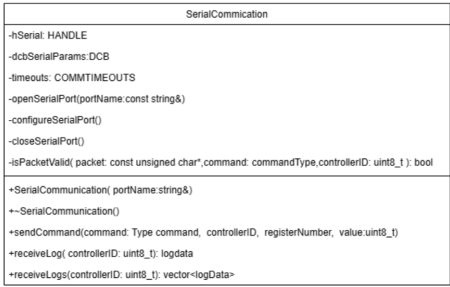 SerialCommication
-hSerial: HANDLE
-dcbSerialParams:DCB
-timeouts: COMMTIMEOUTS
-openSerialPort(portName:const string&)
-configureSerialPort()
-closeSerialPort()
-isPacketValid( packet: const unsigned char*,command: commandType,controllerID: uint8_t ): bool
+SerialCommunication( portName:string&)
+~SerialCommunication()
+sendCommand(command: Type command, controllerID, registerNumber, value:uint8_t)
+receiveLog( controllerID: uint8_t): logdata
+receiveLogs(controllerID: uint8_t): vector<logData>